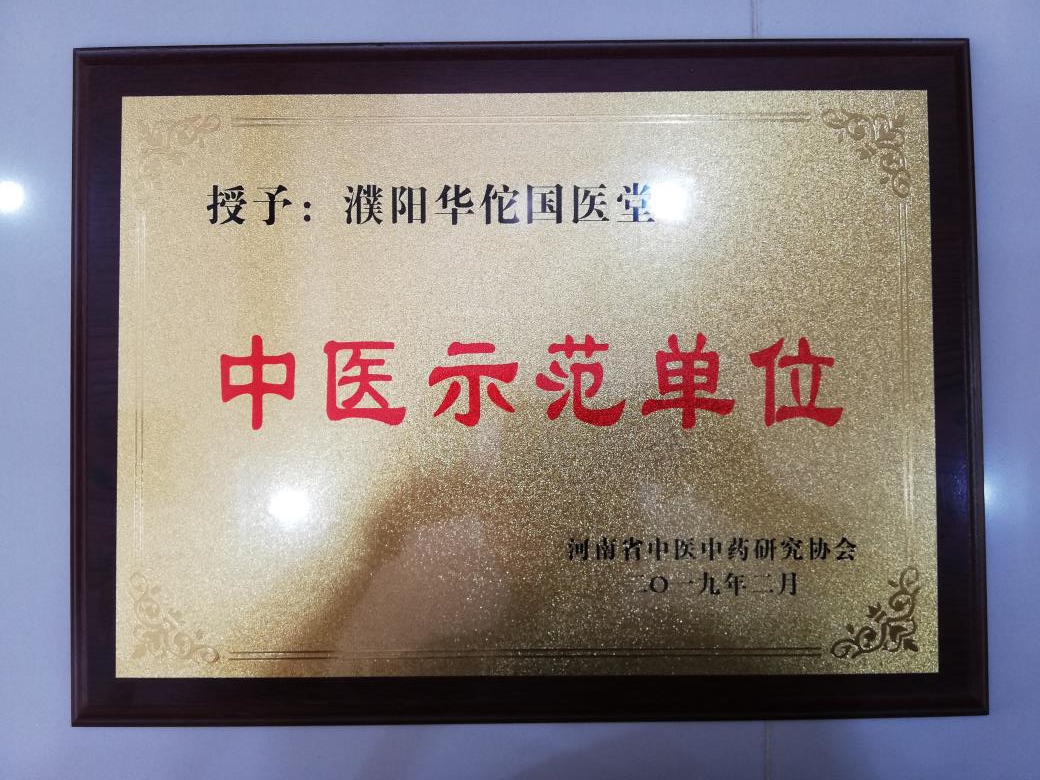 授予：濮阳华佗国医堂
中医示范单位
河南省中医中药研究协会
二〇一九年二月